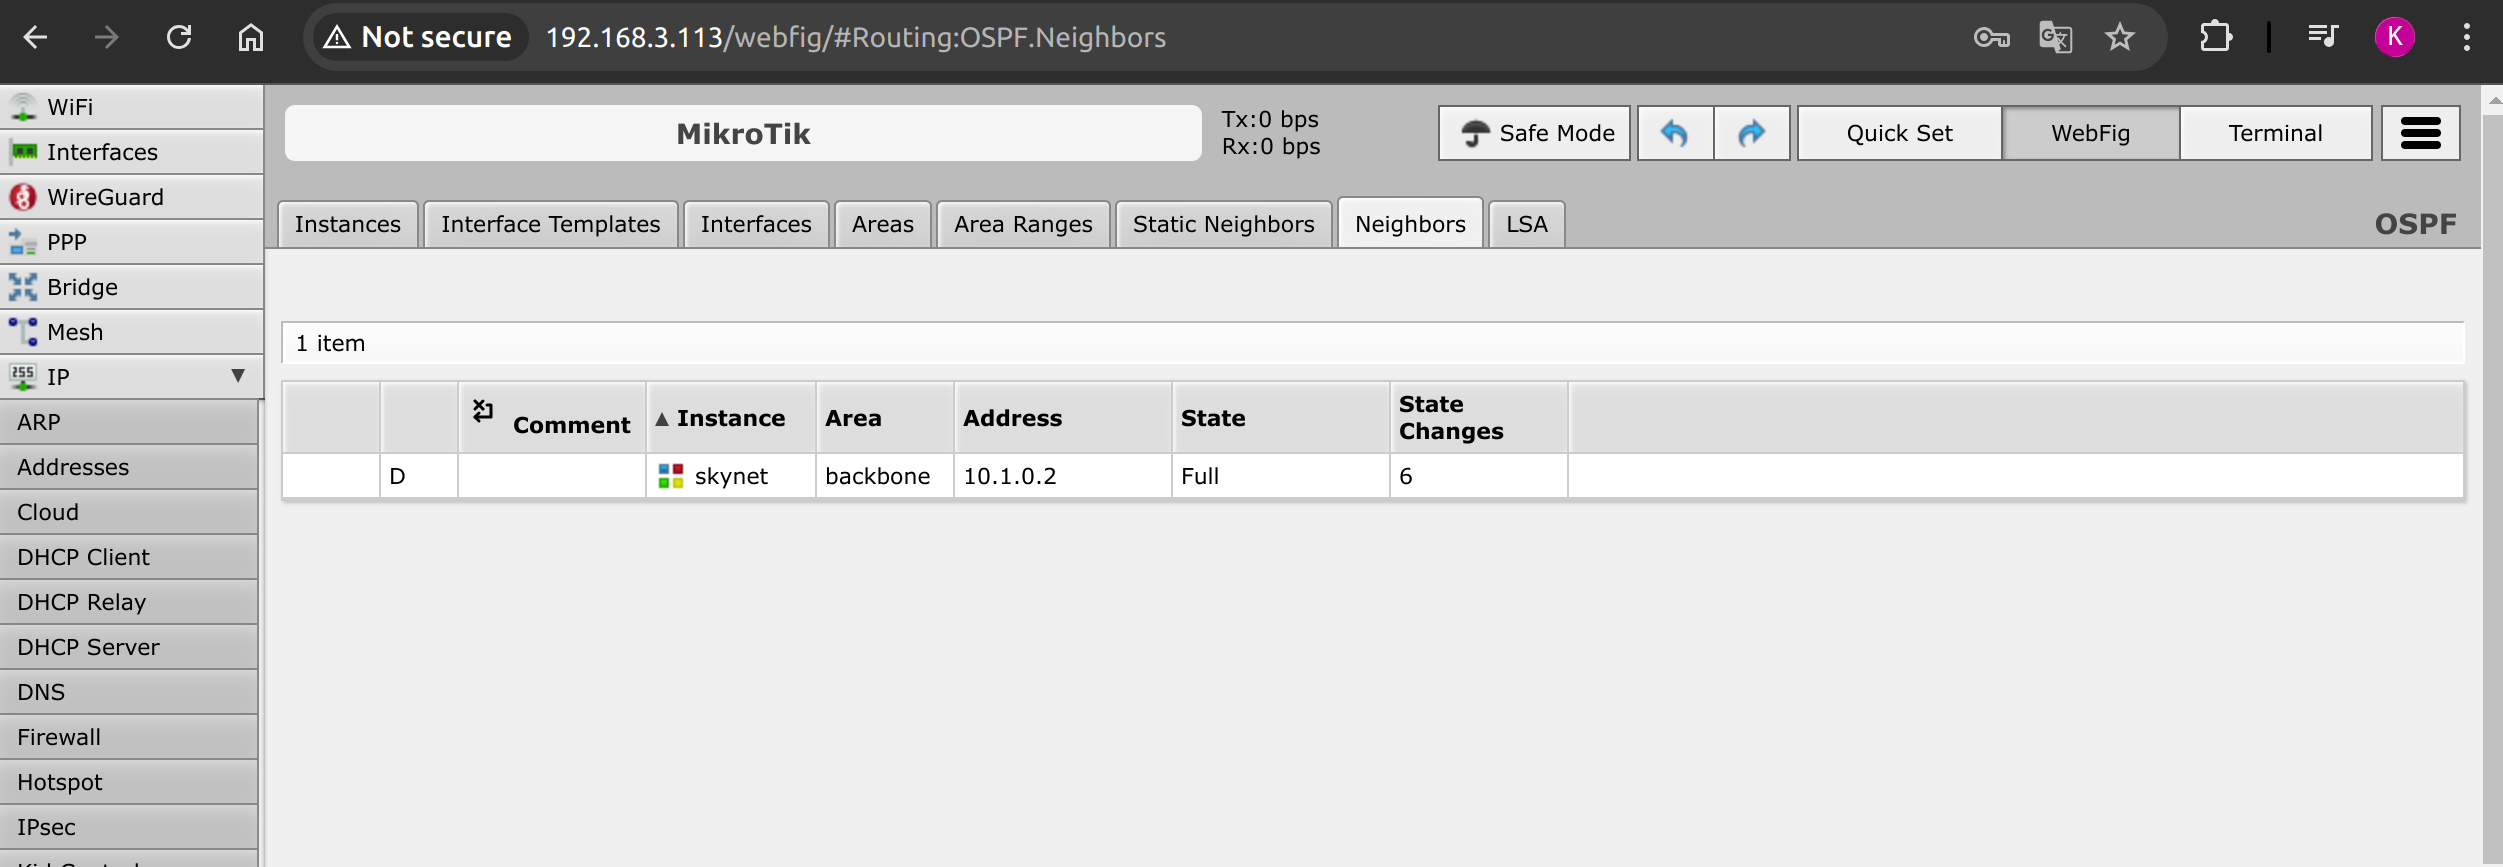 Not secure 192.168.3.113/webfig/#Routing:OSPF.Neighbors
K
WiFi
Interfaces
WireGuard
PPP
Bridge
Mesh
255 IP
ARP
Addresses
Cloud
DHCP Client
DHCP Relay
DHCP Server
DNS
Firewall
Hotspot
IPsec
MikroTik
Tx:0 bps
Rx:0 bps
Safe Mode
Quick Set
WebFig
Terminal
Instances
Interface Templates
Interfaces
Areas
Area Ranges
Static Neighbors
Neighbors
LSA
OSPF
1 item
Comment
▲ Instance
Area
Address
State
State
Changes
D
skynet
backbone
10.1.0.2
Full
6